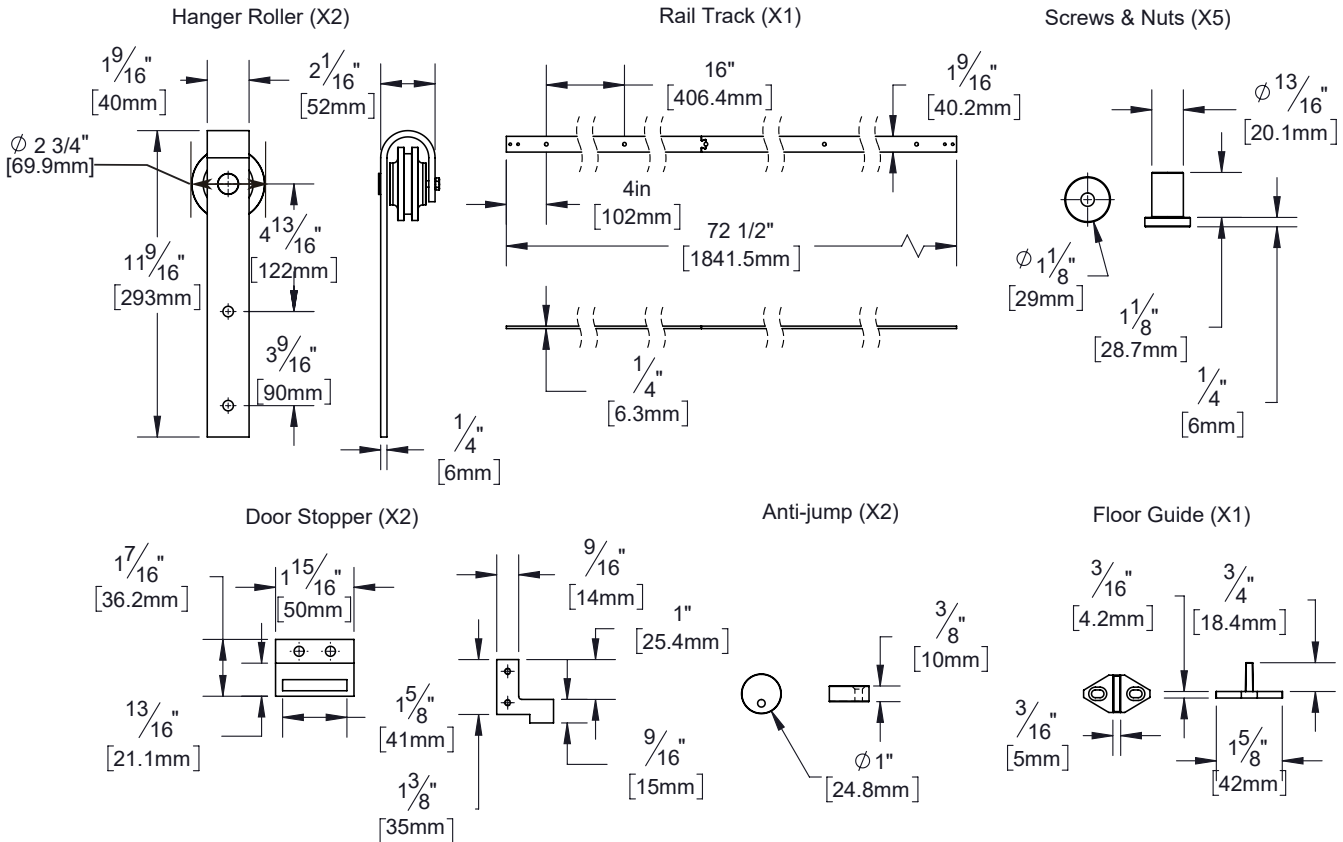 Hanger Roller (X2)
1 9/16"
[40mm]
2 1/16"
[52mm]
Ø 2 3/4"
[69.9mm]
4 13/16"
[122mm]
11 9/16"
[293mm]
3 9/16"
[90mm]
1/4"
[6mm]
Rail Track (X1)
16"
[406.4mm]
1 9/16"
[40.2mm]
4in
[102mm]
72 1/2"
[1841.5mm]
1/4"
[6.3mm]
Screws & Nuts (X5)
Ø 13/16"
[20.1mm]
Ø 1 1/8"
[29mm]
1 1/8"
[28.7mm]
1/4"
[6mm]
Door Stopper (X2)
1 7/16"
[36.2mm]
1 15/16"
[50mm]
13/16"
[21.1mm]
1 5/8"
[41mm]
9/16"
[14mm]
1"
[25.4mm]
9/16"
[15mm]
1 3/8"
[35mm]
Anti-jump (X2)
3/8"
[10mm]
Ø 1"
[24.8mm]
Floor Guide (X1)
3/16"
[4.2mm]
3/4"
[18.4mm]
3/16"
[5mm]
1 5/8"
[42mm]